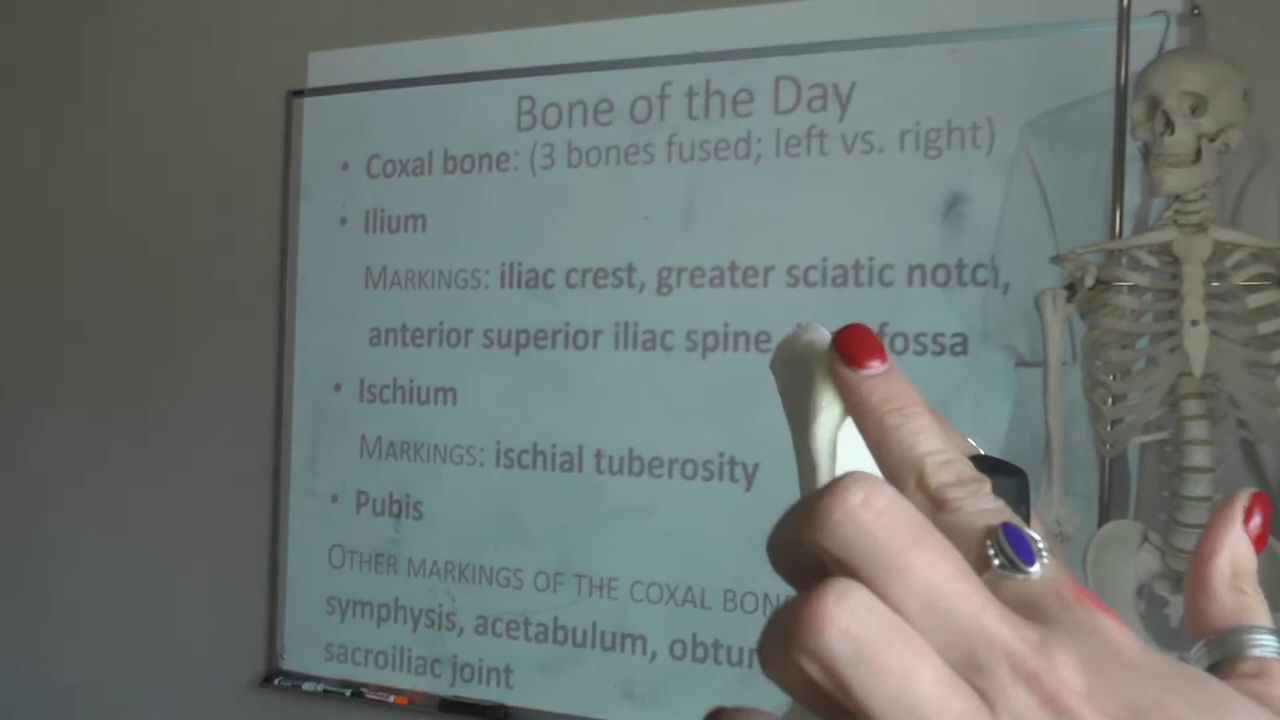 Bone of the Day
• Coxal bone: (3 bones fused; left vs. right)
• Ilium
MARKINGS: iliac crest, greater sciatic notch,
anterior superior iliac spine fossa
• Ischium
MARKINGS: ischial tuberosity
• Pubis
OTHER MARKINGS OF THE COXAL
symphysis, acetabulum,
sacroiliac joint